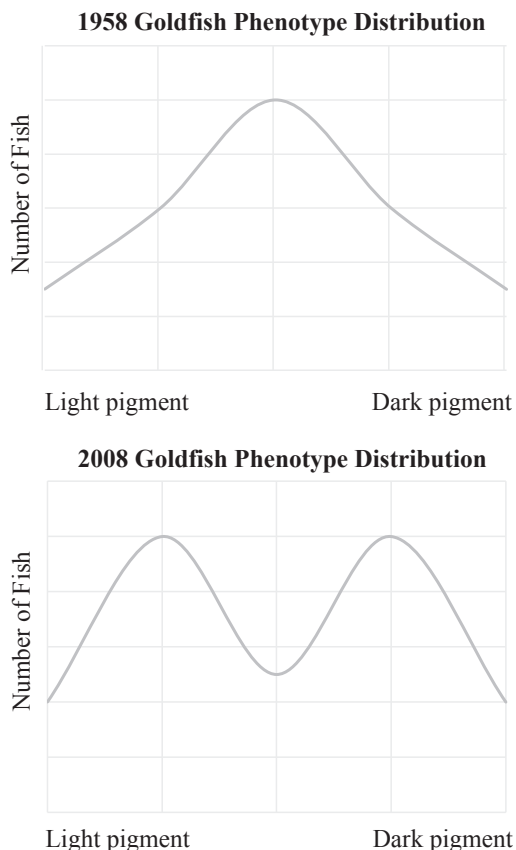 1958 Goldfish Phenotype Distribution
Number of Fish
Light pigment
Dark pigment
2008 Goldfish Phenotype Distribution
Number of Fish
Light pigment
Dark pigment